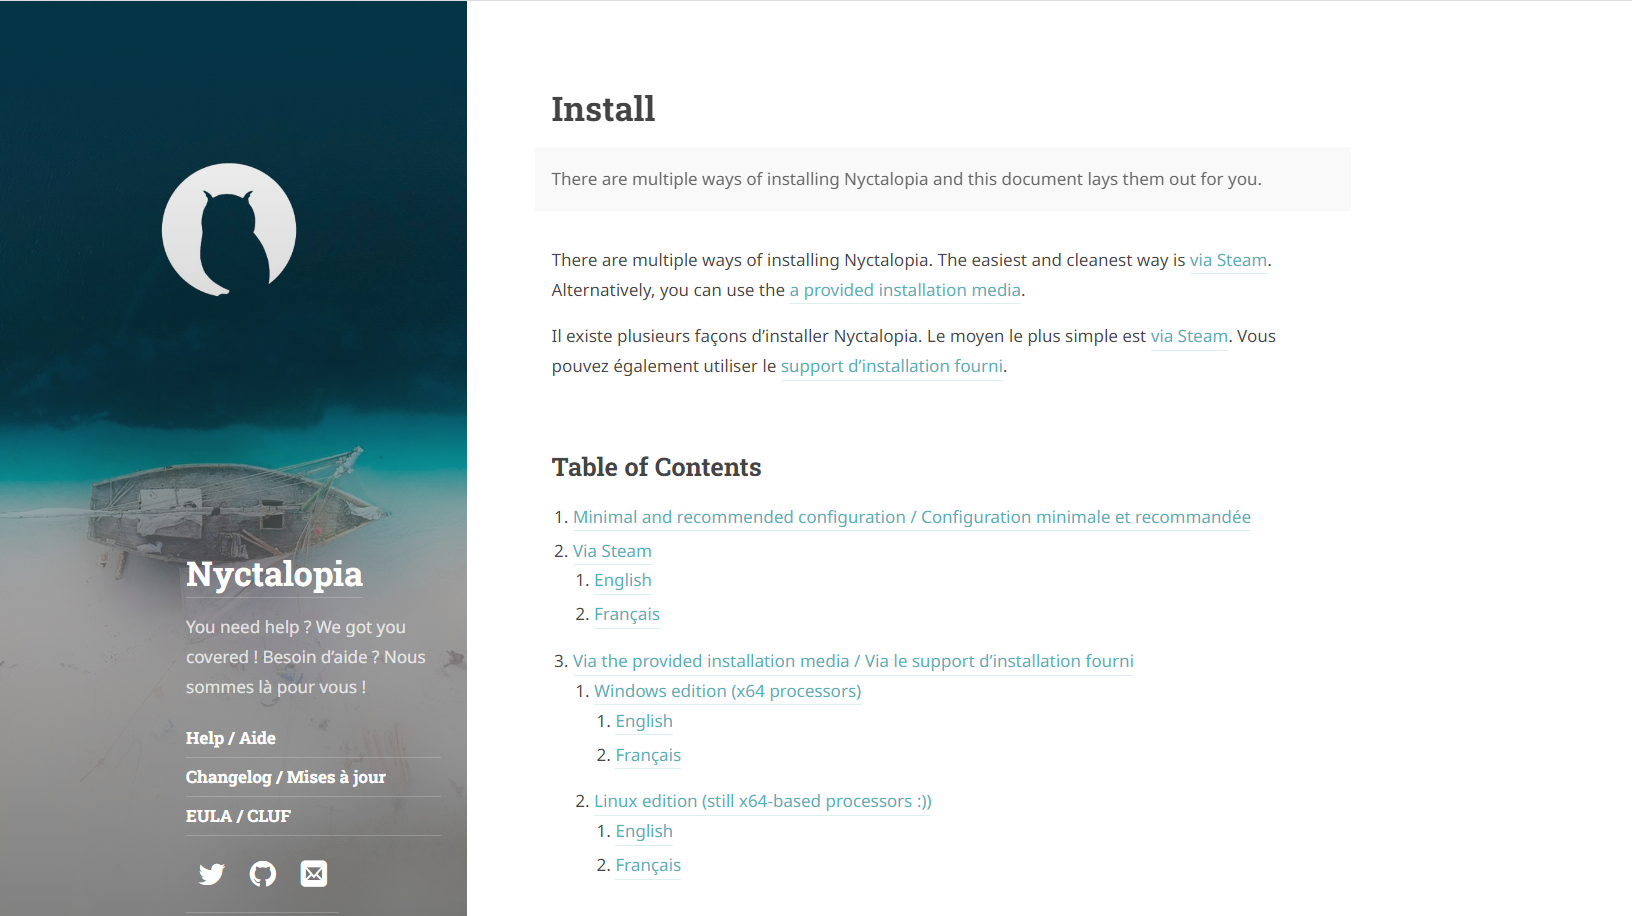 Install
There are multiple ways of installing Nyctalopia and this document lays them out for you.
There are multiple ways of installing Nyctalopia. The easiest and cleanest way is via Steam.
Alternatively, you can use the a provided installation media.
Il existe plusieurs façons d’installer Nyctalopia. Le moyen le plus simple est via Steam. Vous
pouvez également utiliser le support d’installation fourni.
Table of Contents
1. Minimal and recommended configuration / Configuration minimale et recommandée
2. Via Steam
1. English
2. Français
3. Via the provided installation media / Via le support d’installation fourni
1. Windows edition (x64 processors)
1. English
2. Français
2. Linux edition (still x64-based processors :))
1. English
2. Français
Nyctalopia
You need help ? We got you
covered ! Besoin d’aide ? Nous
sommes là pour vous !
Help / Aide
Changelog / Mises à jour
EULA / CLUF